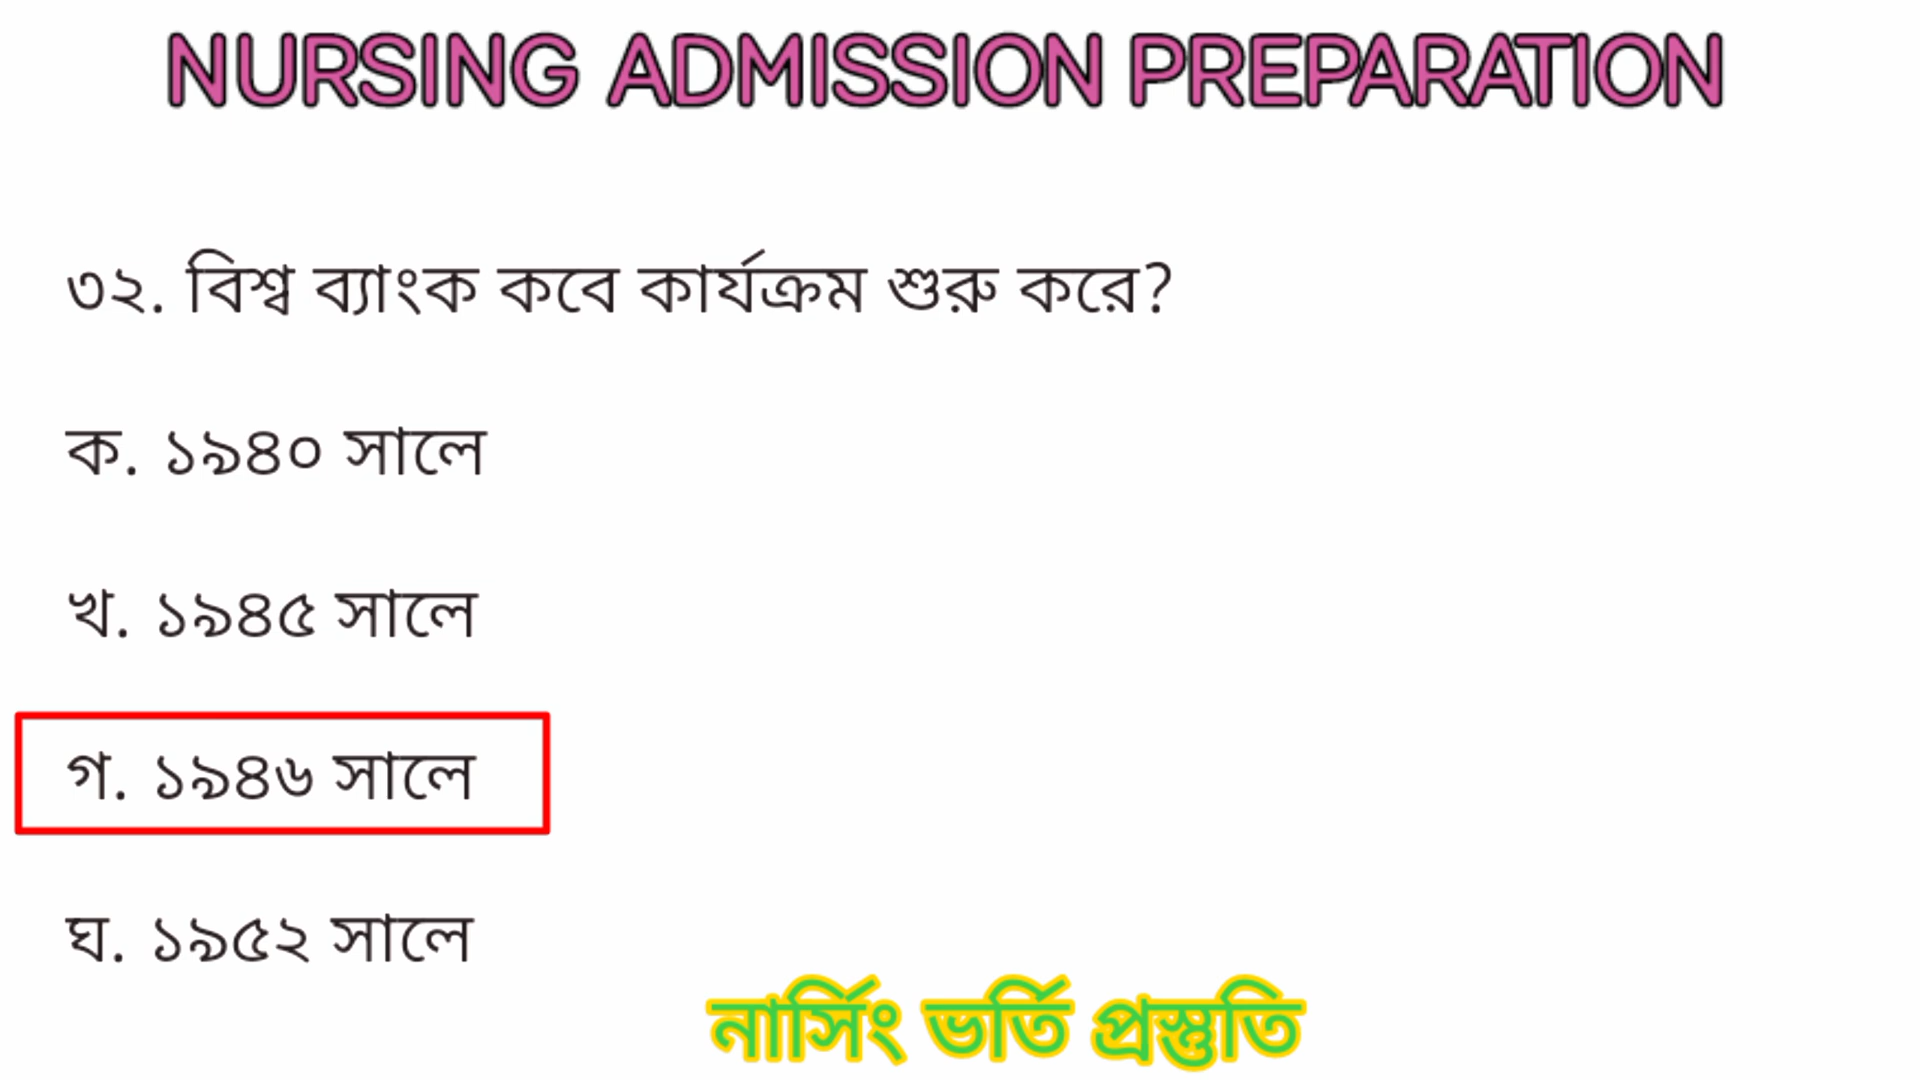 NURSING ADMISSION PREPARATION
৩২. বিশ্ব ব্যাংক কবে কার্যক্রম শুরু করে?
ক. ১৯৪০ সালে
খ. ১৯৪৫ সালে
গ. ১৯৪৬ সালে
ঘ. ১৯৫২ সালে
নার্সিং ভর্তি প্রস্তুতি